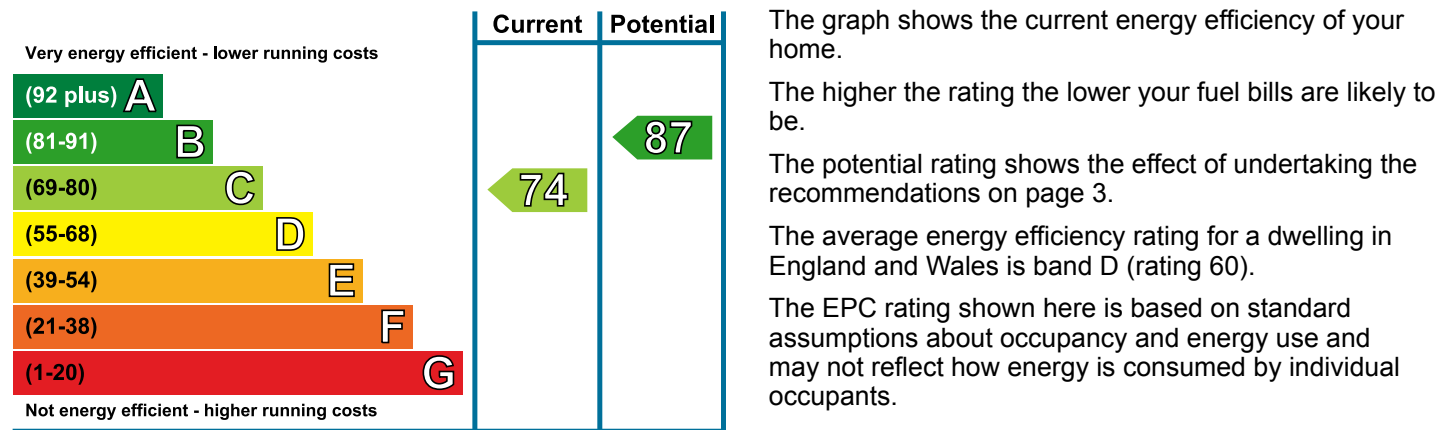 Current Potential
Very energy efficient - lower running costs
(92 plus) A
(81-91) B
87
(69-80) C
74
(55-68) D
(39-54) E
(21-38) F
(1-20) G
Not energy efficient - higher running costs
The graph shows the current energy efficiency of your
home.
The higher the rating the lower your fuel bills are likely to
be.
The potential rating shows the effect of undertaking the
recommendations on page 3.
The average energy efficiency rating for a dwelling in
England and Wales is band D (rating 60).
The EPC rating shown here is based on standard
assumptions about occupancy and energy use and
may not reflect how energy is consumed by individual
occupants.